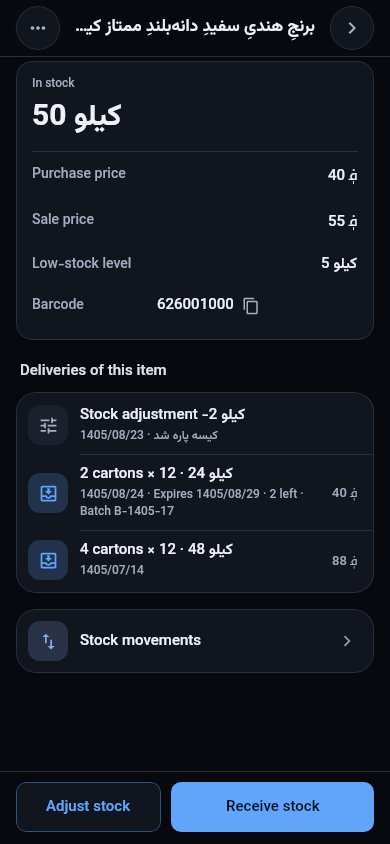 برنجِ هندیِ سفیدِ دانه‌بلندِ ممتاز کیـ...
In stock
50 کیلو
Purchase price 40 ؋
Sale price 55 ؋
Low-stock level 5 کیلو
Barcode 626001000
Deliveries of this item
Stock adjustment -2 کیلو
1405/08/23 · کیسه پاره شد
2 cartons × 12 · 24 کیلو
1405/08/24 · Expires 1405/08/29 · 2 left ·
Batch B-1405-17
40 ؋
4 cartons × 12 · 48 کیلو
1405/07/14
88 ؋
Stock movements
Adjust stock
Receive stock